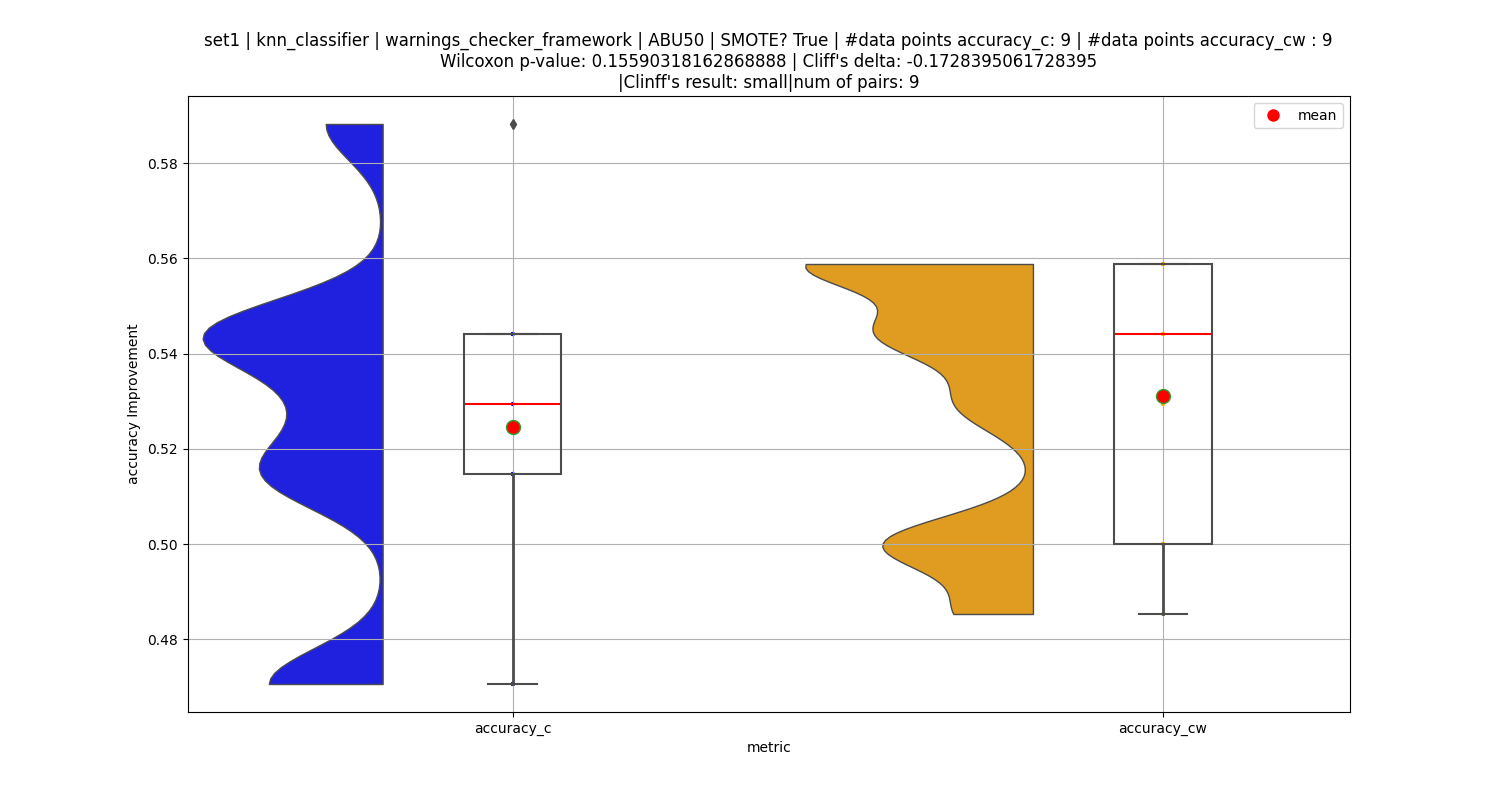 set1 | knn_classifier | warnings_checker_framework | ABU50 | SMOTE? True | #data points accuracy_c: 9 | #data points accuracy_cw : 9
Wilcoxon p-value: 0.15590318162868888 | Cliff's delta: -0.1728395061728395
|Clinff's result: small|num of pairs: 9
mean
0.58
0.56
0.54
0.52
0.50
0.48
accuracy Improvement
accuracy_c
accuracy_cw
metric